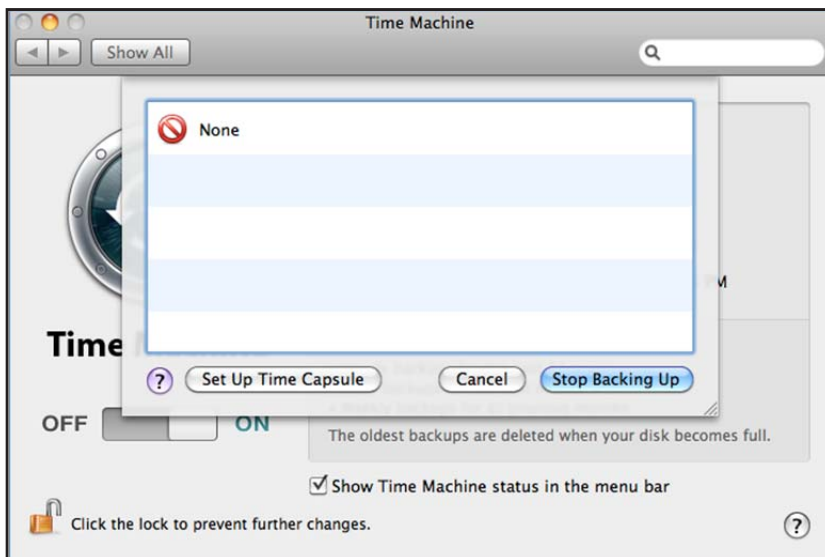 Time Machine
Show All
None
M
Time
? Set Up Time Capsule Cancel Stop Backing Up
OFF ON
The oldest backups are deleted when your disk becomes full.
Show Time Machine status in the menu bar
Click the lock to prevent further changes. ?